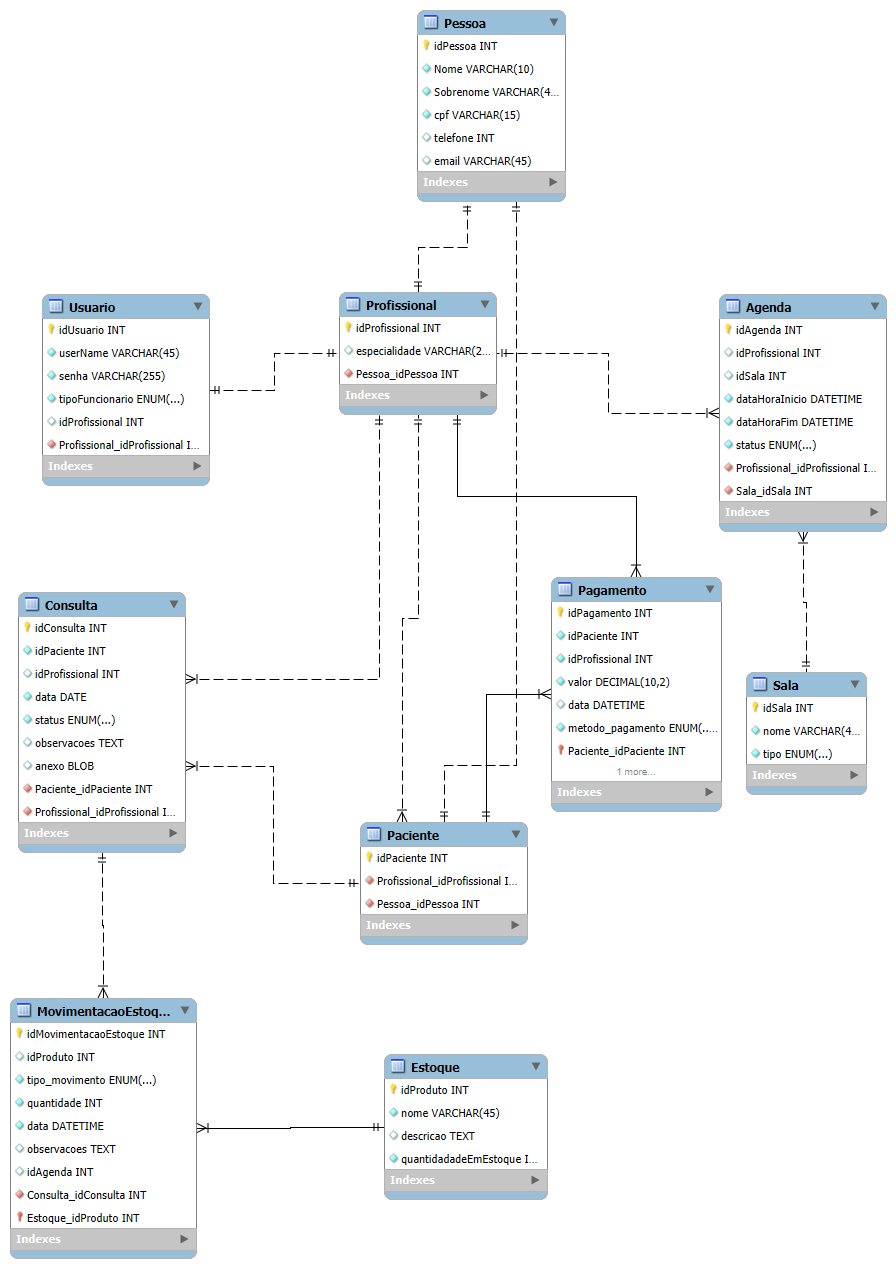 Pessoa
idPessoa INT
Nome VARCHAR(10)
Sobrenome VARCHAR(4...
cpf VARCHAR(15)
telefone INT
email VARCHAR(45)
Indexes
Usuario
idUsuario INT
userName VARCHAR(45)
senha VARCHAR(255)
tipoFuncionario ENUM(...)
idProfissional INT
Profissional_idProfissional I...
Indexes
Profissional
idProfissional INT
especialidade VARCHAR(2...
Pessoa_idPessoa INT
Indexes
Agenda
idAgenda INT
idProfissional INT
idSala INT
dataHoraInicio DATETIME
dataHoraFim DATETIME
status ENUM(...)
Profissional_idProfissional I...
Sala_idSala INT
Indexes
Consulta
idConsulta INT
idPaciente INT
idProfissional INT
data DATE
status ENUM(...)
observacoes TEXT
anexo BLOB
Paciente_idPaciente INT
Profissional_idProfissional I...
Indexes
Pagamento
idPagamento INT
idPaciente INT
idProfissional INT
valor DECIMAL(10,2)
data DATETIME
metodo_pagamento ENUM(...
Paciente_idPaciente INT
1 more...
Indexes
Sala
idSala INT
nome VARCHAR(4...
tipo ENUM(...)
Indexes
Paciente
idPaciente INT
Profissional_idProfissional I...
Pessoa_idPessoa INT
Indexes
MovimentacaoEstoq...
idMovimentacaoEstoque INT
idProduto INT
tipo_movimento ENUM(...)
quantidade INT
data DATETIME
observacoes TEXT
idAgenda INT
Consulta_idConsulta INT
Estoque_idProduto INT
Indexes
Estoque
idProduto INT
nome VARCHAR(45)
descricao TEXT
quantidadadeEmEstoque I...
Indexes